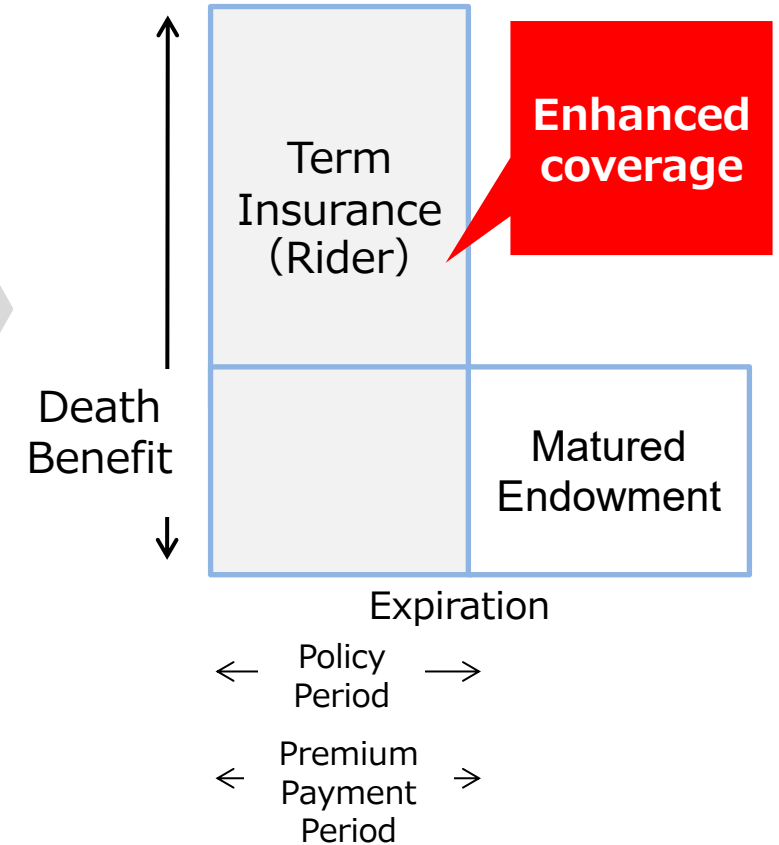 Term
Insurance
（Rider）
Enhanced
coverage
Death
Benefit
Matured
Endowment
Expiration
Policy
Period
Premium
Payment
Period